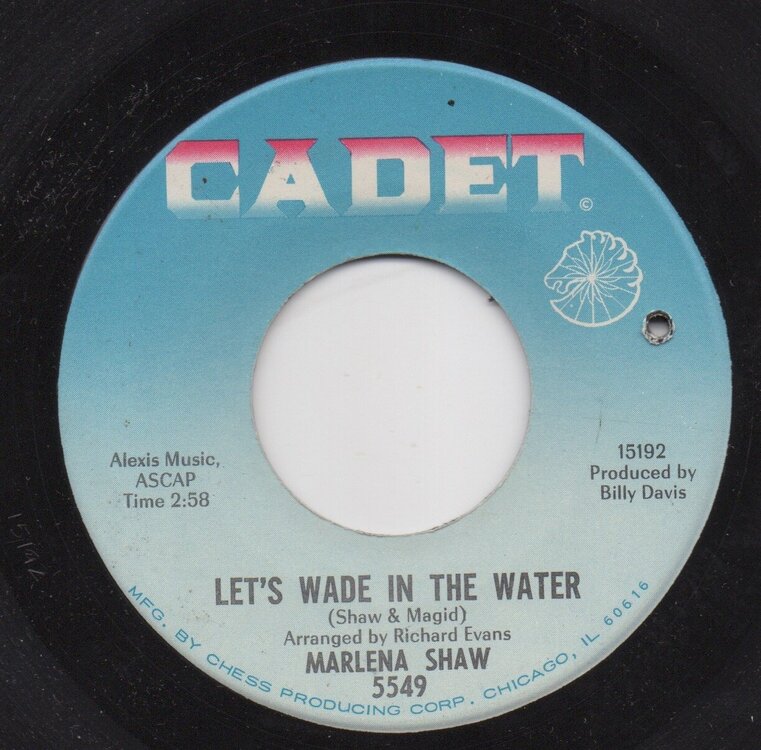 CADET
©
Alexis Music,
ASCAP
Time 2:58
15192
Produced by
Billy Davis
LET'S WADE IN THE WATER
(Shaw & Magid)
Arranged by Richard Evans
MARLENA SHAW
5549
MFG. BY CHESS PRODUCING CORP. CHICAGO, IL 60616
15192